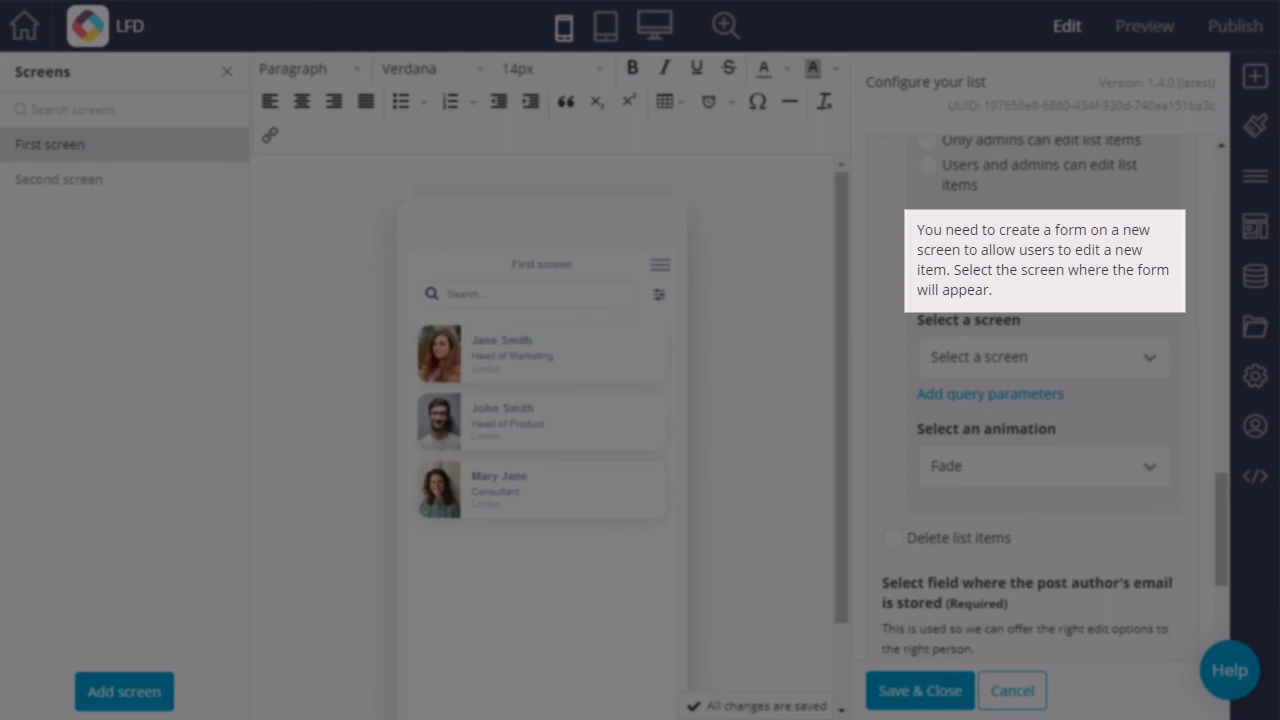 LFD
Edit
Preview
Publish
Screens
Search screens
First screen
Second screen
Add screen
Paragraph
Verdana
14px
B I U S A A
First screen
Search...
Jane Smith
Head of Marketing
London
John Smith
Head of Product
London
Mary Jane
Consultant
London
All changes are saved
Configure your list
Version: 1.4.0 (latest)
UUID: 197656e9-6860-434f-930d-740aa151ba3c
Only admins can edit list items
Users and admins can edit list
items
You need to create a form on a new
screen to allow users to edit a new
item. Select the screen where the form
will appear.
Select a screen
Select a screen
Add query parameters
Select an animation
Fade
Delete list items
Select field where the post author's email
is stored (Required)
This is used so we can offer the right edit options to
the right person.
Save & Close
Cancel
Help